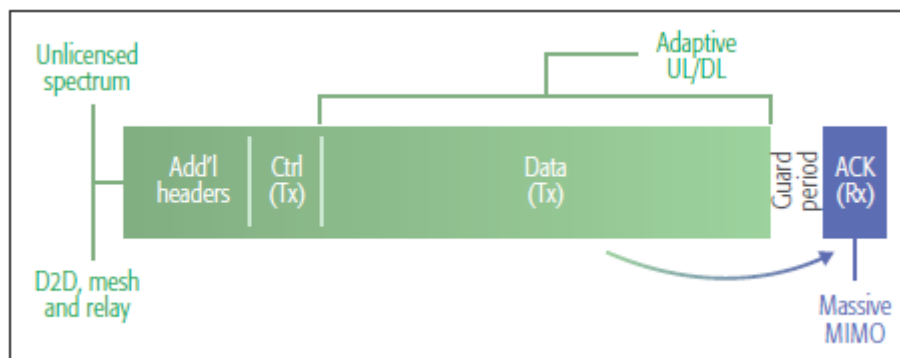 Unlicensed
spectrum
Adaptive
UL/DL
Add'l
headers
Ctrl
(Tx)
Data
(Tx)
Guard
period
ACK
(Rx)
D2D, mesh
and relay
Massive
MIMO